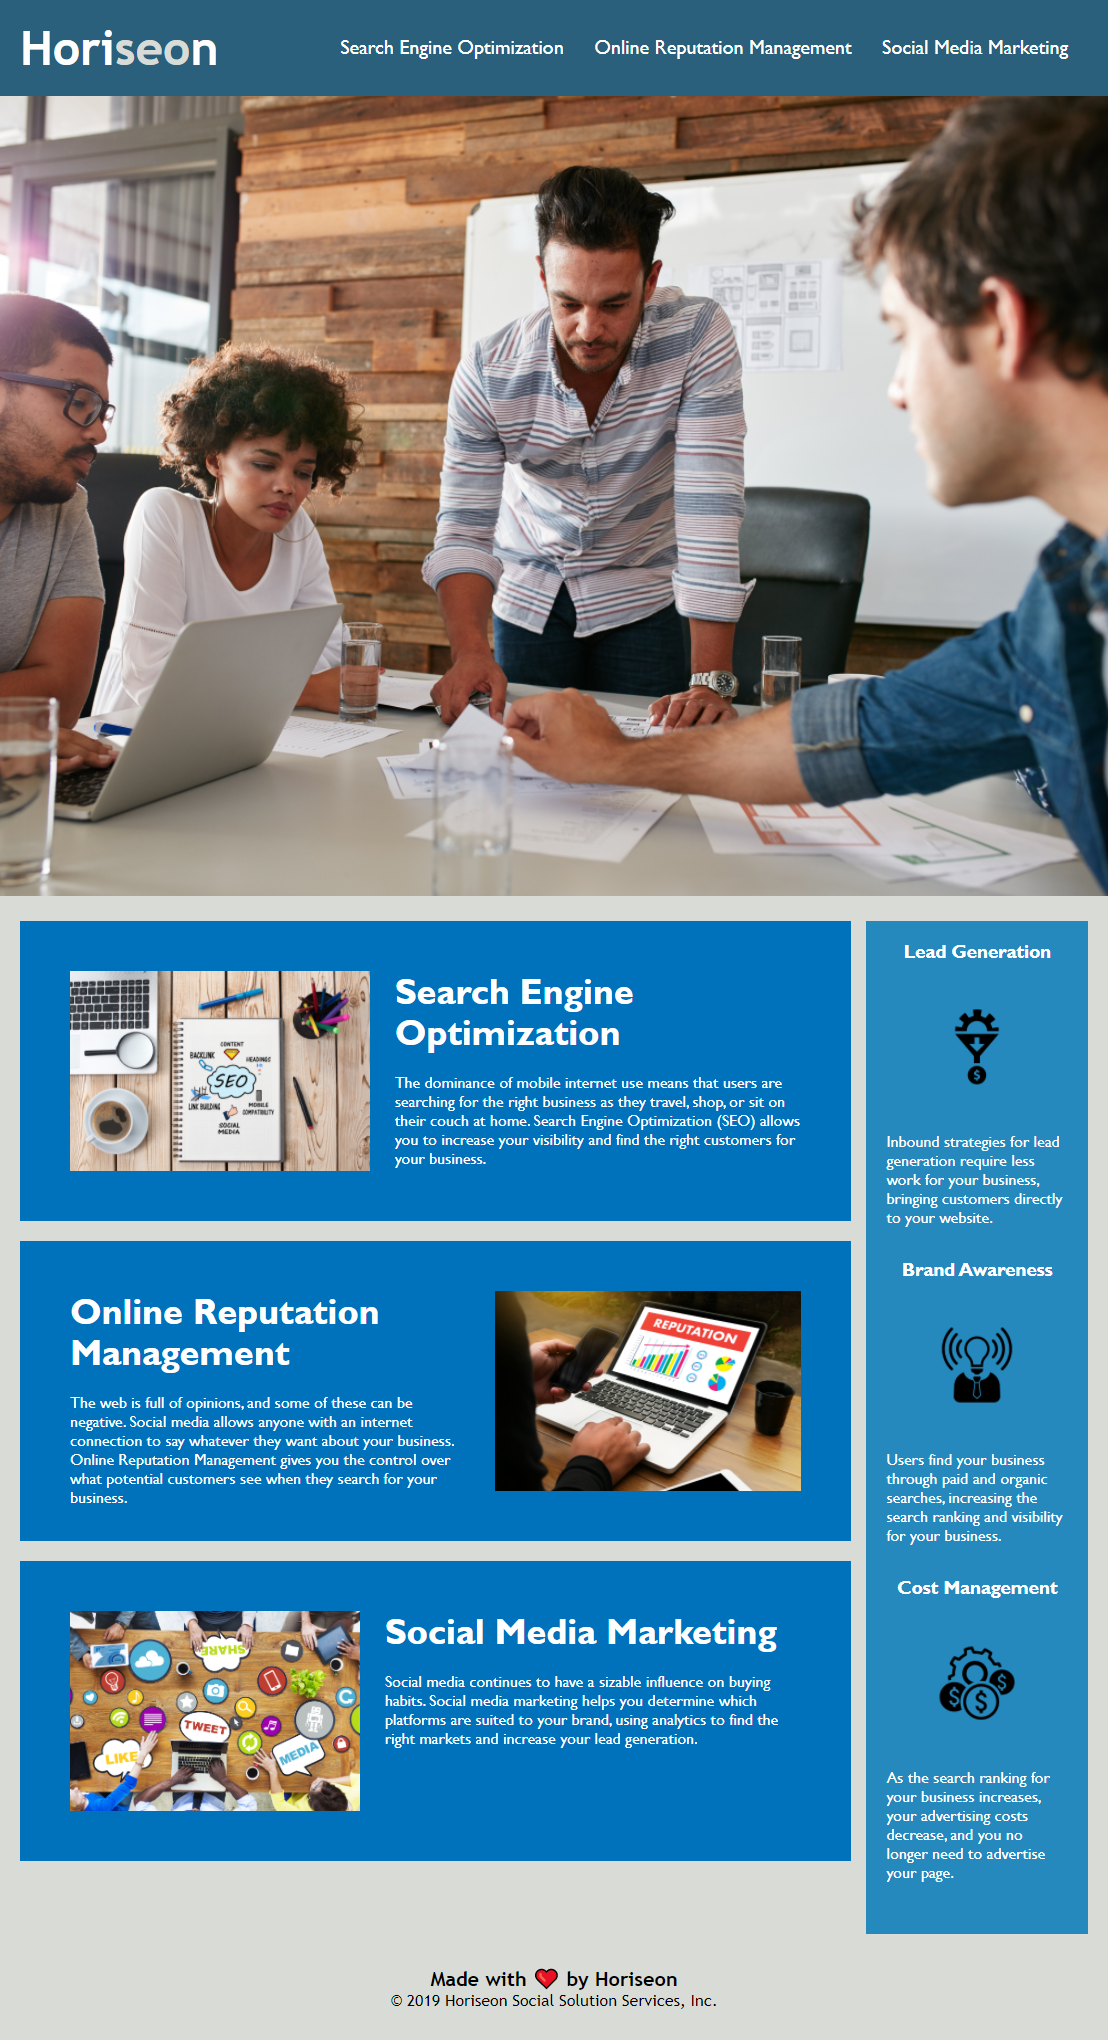 Horiseon
Search Engine Optimization
Online Reputation Management
Social Media Marketing
CONTENT
BACKLINK
HEADINGS
SEO
LINK BUILDING
MOBILE
COMPATIBILITY
SOCIAL
MEDIA
Search Engine
Optimization
The dominance of mobile internet use means that users are
searching for the right business as they travel, shop, or sit on
their couch at home. Search Engine Optimization (SEO) allows
you to increase your visibility and find the right customers for
your business.
Online Reputation
Management
The web is full of opinions, and some of these can be
negative. Social media allows anyone with an internet
connection to say whatever they want about your business.
Online Reputation Management gives you the control over
what potential customers see when they search for your
business.
REPUTATION
SHARE
TWEET
LIKE
MEDIA
Social Media Marketing
Social media continues to have a sizable influence on buying
habits. Social media marketing helps you determine which
platforms are suited to your brand, using analytics to find the
right markets and increase your lead generation.
Lead Generation
$
Inbound strategies for lead
generation require less
work for your business,
bringing customers directly
to your website.
Brand Awareness
Users find your business
through paid and organic
searches, increasing the
search ranking and visibility
for your business.
Cost Management
$ $ $
As the search ranking for
your business increases,
your advertising costs
decrease, and you no
longer need to advertise
your page.
Made with ❤️ by Horiseon
© 2019 Horiseon Social Solution Services, Inc.